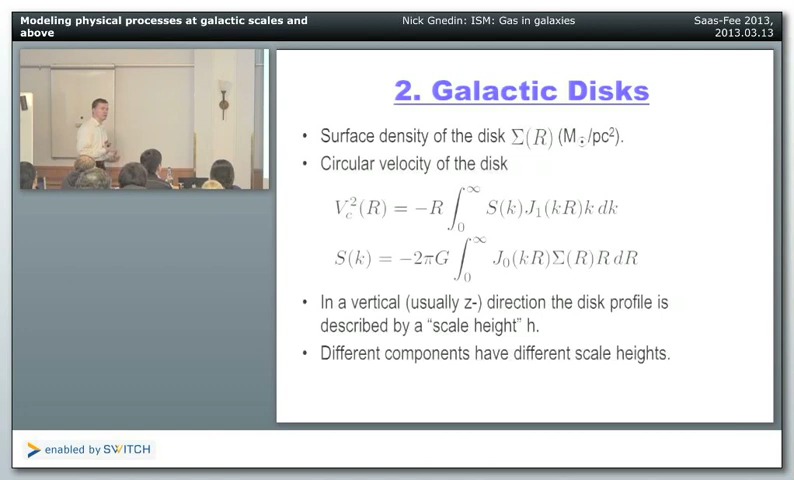 Modeling physical processes at galactic scales and
above
Nick Gnedin: ISM: Gas in galaxies
Saas-Fee 2013,
2013.03.13
2. Galactic Disks
• Surface density of the disk Σ(R) (M☉/pc²).
• Circular velocity of the disk
V_c²(R) = −R ∫₀^∞ S(k)J₁(kR)k dk
S(k) = −2πG ∫₀^∞ J₀(kR)Σ(R)R dR
• In a vertical (usually z-) direction the disk profile is
described by a “scale height” h.
• Different components have different scale heights.
enabled by SWITCH